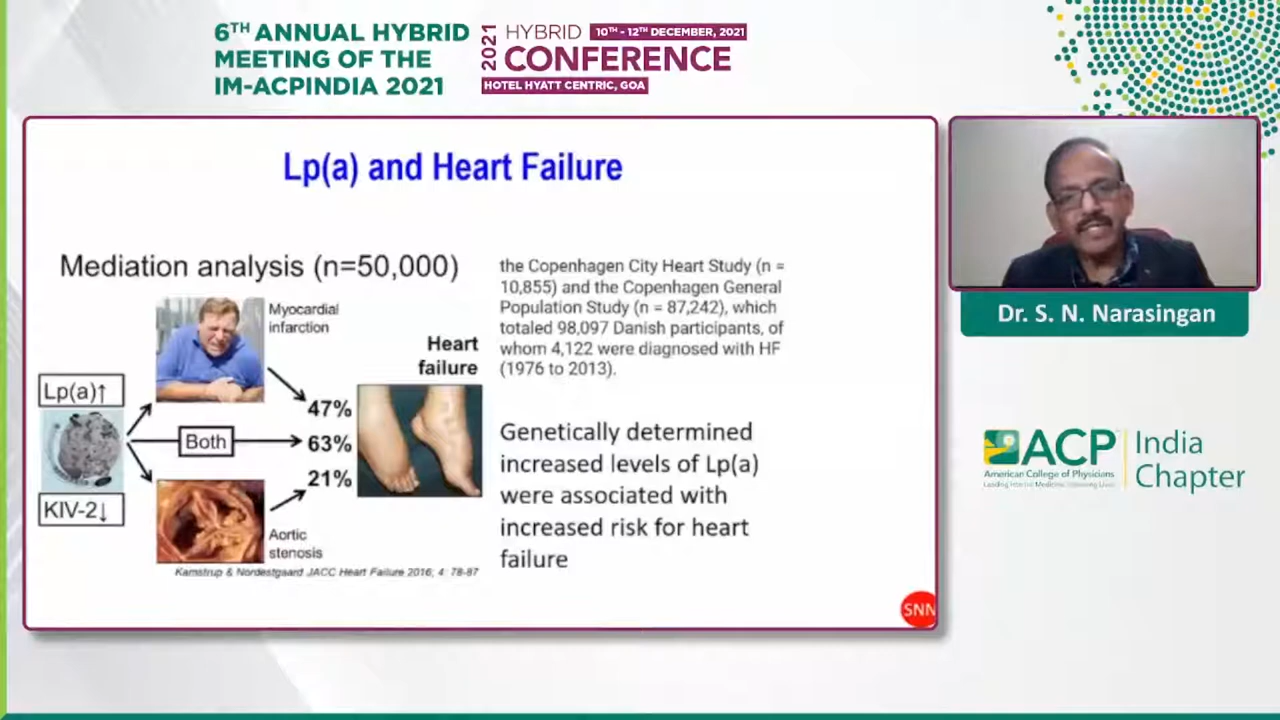 6TH ANNUAL HYBRID
MEETING OF THE
IM-ACPINDIA 2021
2021
HYBRID 10TH - 12TH DECEMBER, 2021
CONFERENCE
HOTEL HYATT CENTRIC, GOA
Lp(a) and Heart Failure
Mediation analysis (n=50,000)
Myocardial
infarction
Heart
failure
Lp(a)↑
47%
Both
63%
21%
KIV-2↓
Aortic
stenosis
Kamstrup & Nordestgaard JACC Heart Failure 2016; 4: 78-87
the Copenhagen City Heart Study (n =
10,855) and the Copenhagen General
Population Study (n = 87,242), which
totaled 98,097 Danish participants, of
whom 4,122 were diagnosed with HF
(1976 to 2013).
Genetically determined
increased levels of Lp(a)
were associated with
increased risk for heart
failure
SNN
Dr. S. N. Narasingan
ACP
American College of Physicians
India
Chapter